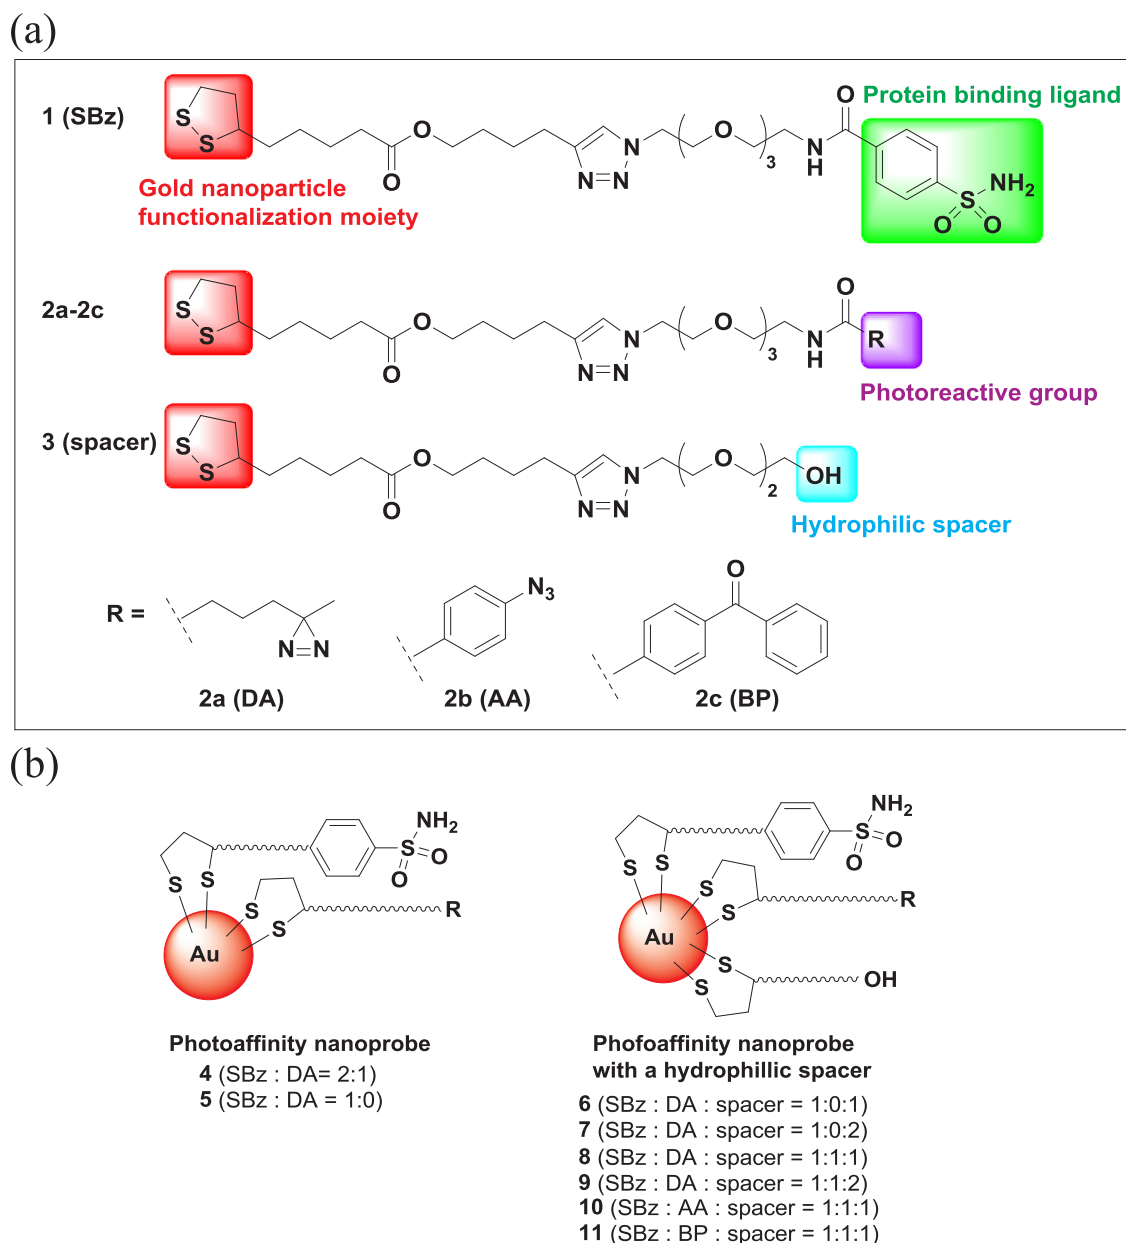 (a)
1 (SBz)
S
S
O
O
N
N=N
O
3
N
H
O
Protein binding ligand
S
NH2
O
O
Gold nanoparticle
functionalization moiety
2a-2c
S
S
O
O
N
N=N
O
3
N
H
O
R
Photoreactive group
3 (spacer)
S
S
O
O
N
N=N
O
2
OH
Hydrophilic spacer
R =
N=N
N3
O
2a (DA)
2b (AA)
2c (BP)
(b)
S
S
S
S
Au
S
NH2
O
O
R
Photoaffinity nanoprobe
4 (SBz : DA= 2:1)
5 (SBz : DA = 1:0)
S
S
S
S
S
S
Au
S
NH2
O
O
R
OH
Phofoaffinity nanoprobe
with a hydrophillic spacer
6 (SBz : DA : spacer = 1:0:1)
7 (SBz : DA : spacer = 1:0:2)
8 (SBz : DA : spacer = 1:1:1)
9 (SBz : DA : spacer = 1:1:2)
10 (SBz : AA : spacer = 1:1:1)
11 (SBz : BP : spacer = 1:1:1)